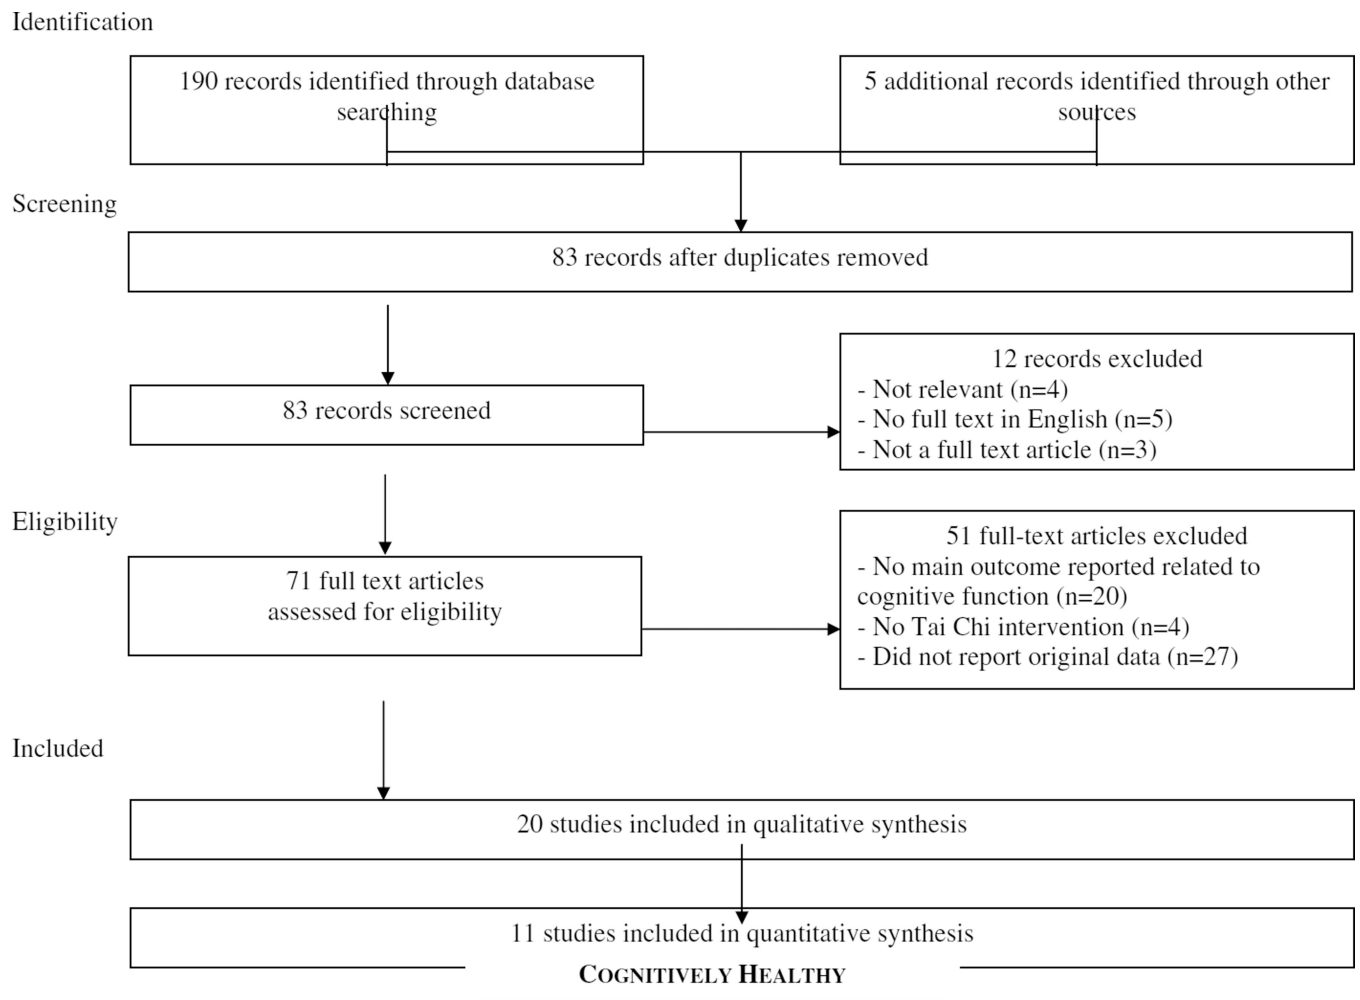 Identification
190 records identified through database
searching
5 additional records identified through other
sources
Screening
83 records after duplicates removed
83 records screened
12 records excluded
- Not relevant (n=4)
- No full text in English (n=5)
- Not a full text article (n=3)
Eligibility
71 full text articles
assessed for eligibility
51 full-text articles excluded
- No main outcome reported related to
cognitive function (n=20)
- No Tai Chi intervention (n=4)
- Did not report original data (n=27)
Included
20 studies included in qualitative synthesis
11 studies included in quantitative synthesis
COGNITIVELY HEALTHY